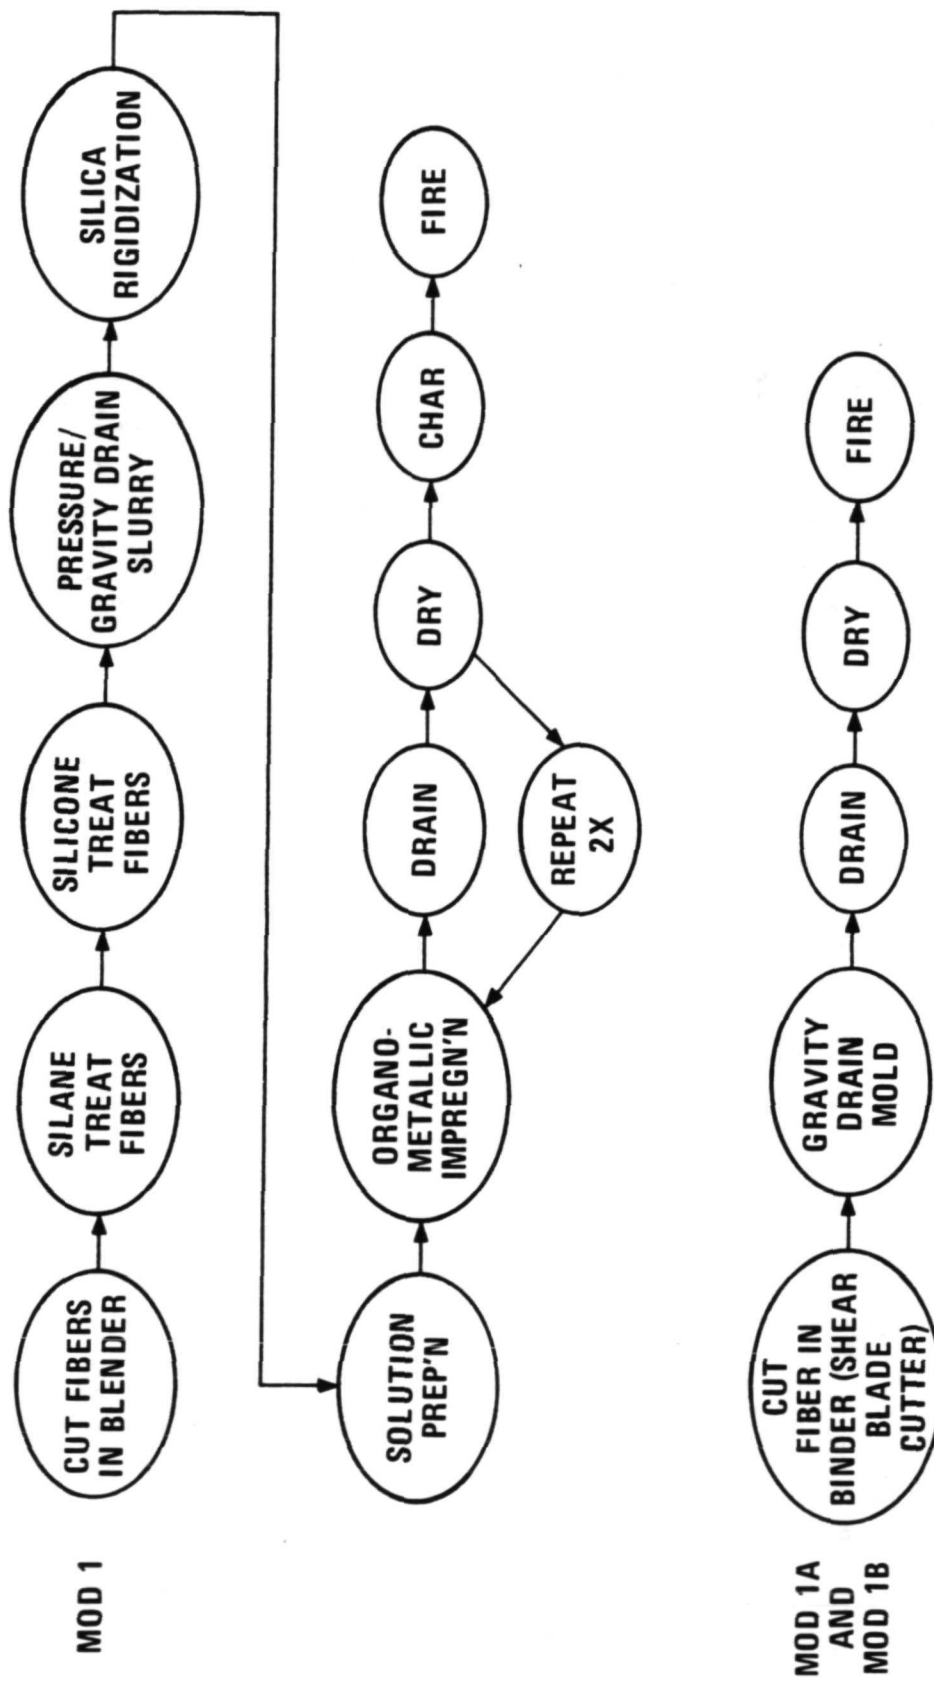 MOD 1
CUT FIBERS
IN BLENDER
SILANE
TREAT
FIBERS
SILICONE
TREAT
FIBERS
PRESSURE/
GRAVITY DRAIN
SLURRY
SILICA
RIGIDIZATION
SOLUTION
PREP'N
ORGANO-
METALLIC
IMPREGN'N
DRAIN
DRY
CHAR
FIRE
REPEAT
2X
MOD 1A
AND
MOD 1B
CUT
FIBER IN
BINDER (SHEAR
BLADE
CUTTER)
GRAVITY
DRAIN
MOLD
DRAIN
DRY
FIRE